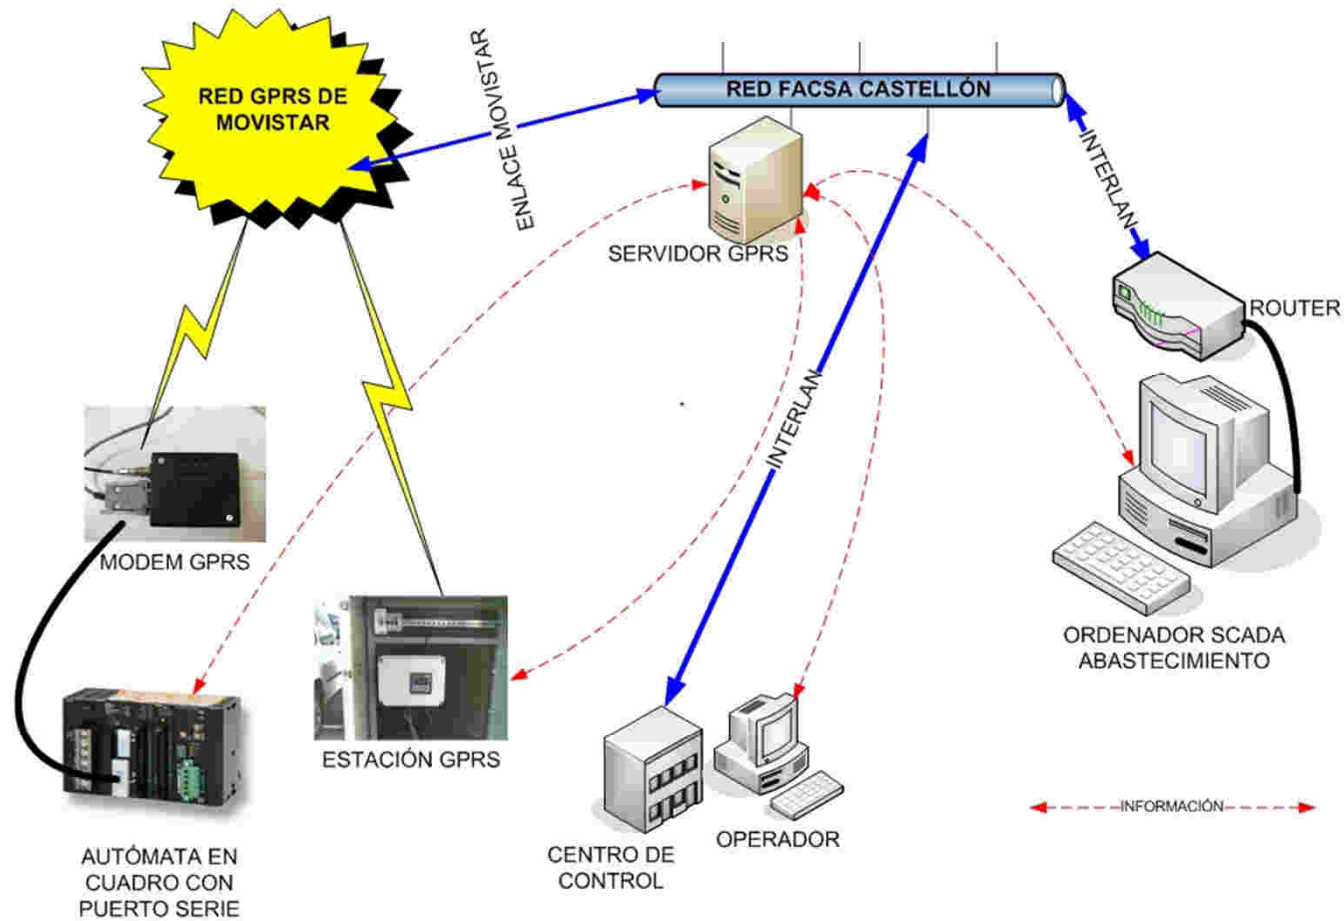 RED GPRS DE
MOVISTAR
ENLACE MOVISTAR
RED FACSA CASTELLÓN
INTERLAN
SERVIDOR GPRS
ROUTER
INTERLAN
MODEM GPRS
ORDENADOR SCADA
ABASTECIMIENTO
ESTACIÓN GPRS
INFORMACIÓN
OPERADOR
CENTRO DE
CONTROL
AUTÓMATA EN
CUADRO CON
PUERTO SERIE